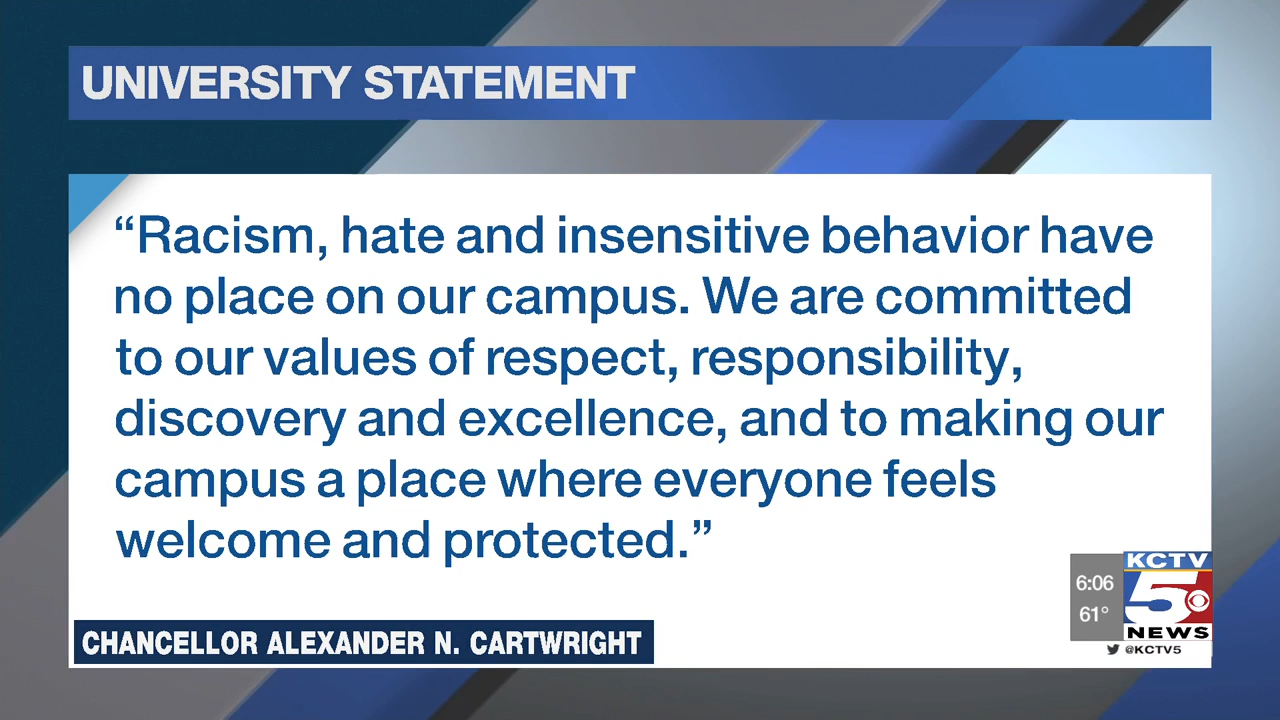 UNIVERSITY STATEMENT
“Racism, hate and insensitive behavior have
no place on our campus. We are committed
to our values of respect, responsibility,
discovery and excellence, and to making our
campus a place where everyone feels
welcome and protected.”
CHANCELLOR ALEXANDER N. CARTWRIGHT
6:06
61°
KCTV
5
NEWS
@KCTV5